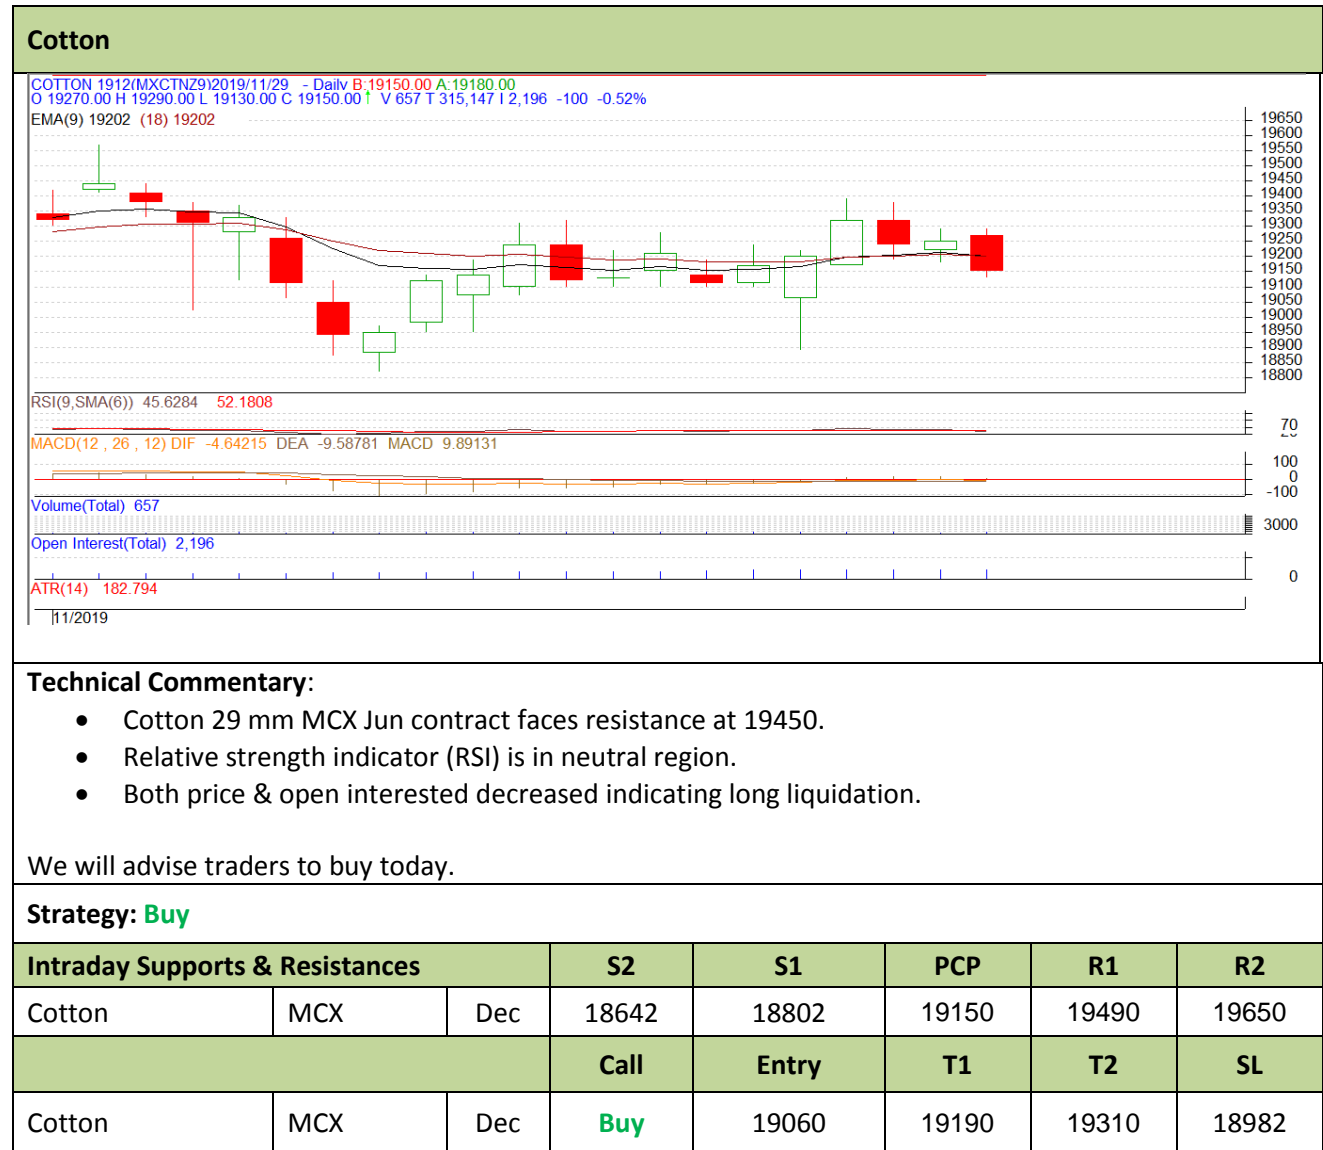 Cotton
COTTON 1912(MXCTNZ9)2019/11/29 - Daily B:19150.00 A:19180.00
O 19270.00 H 19290.00 L 19130.00 C 19150.00↑ V 657 T 315,147 I 2,196 -100 -0.52%
EMA(9) 19202 (18) 19202
19650
19600
19550
19500
19450
19400
19350
19300
19250
19200
19150
19100
19050
19000
18950
18900
18850
18800
RSI(9,SMA(6)) 45.6284 52.1808
70
MACD(12 , 26 , 12) DIF -4.64215 DEA -9.58781 MACD 9.89131
100
0
-100
Volume(Total) 657
3000
Open Interest(Total) 2,196
0
ATR(14) 182.794
11/2019
Technical Commentary:
• Cotton 29 mm MCX Jun contract faces resistance at 19450.
• Relative strength indicator (RSI) is in neutral region.
• Both price & open interested decreased indicating long liquidation.
We will advise traders to buy today.
Strategy: Buy
Intraday Supports & Resistances S2 S1 PCP R1 R2
Cotton MCX Dec 18642 18802 19150 19490 19650
Call Entry T1 T2 SL
Cotton MCX Dec Buy 19060 19190 19310 18982